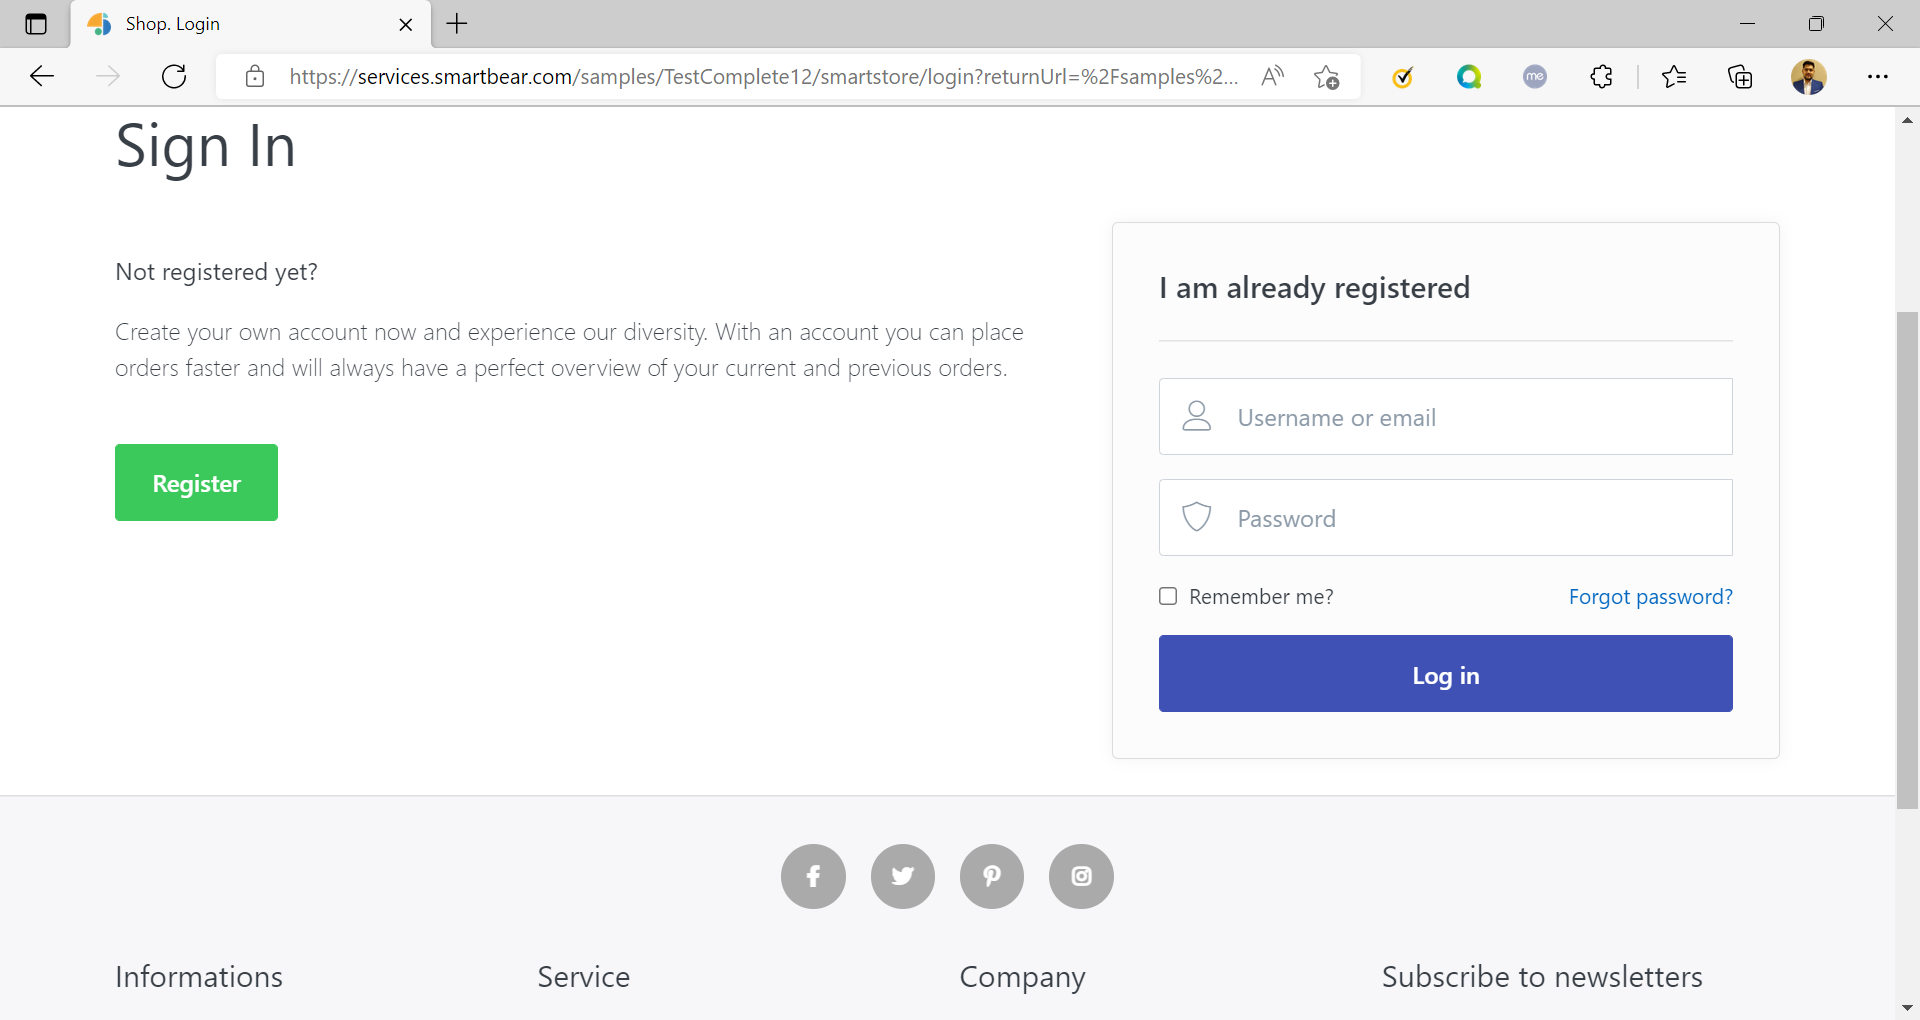 Shop. Login
https://services.smartbear.com/samples/TestComplete12/smartstore/login?returnUrl=%2Fsamples%2...
me
Sign In
Not registered yet?
Create your own account now and experience our diversity. With an account you can place
orders faster and will always have a perfect overview of your current and previous orders.
Register
I am already registered
Username or email
Password
Remember me?
Forgot password?
Log in
Informations
Service
Company
Subscribe to newsletters